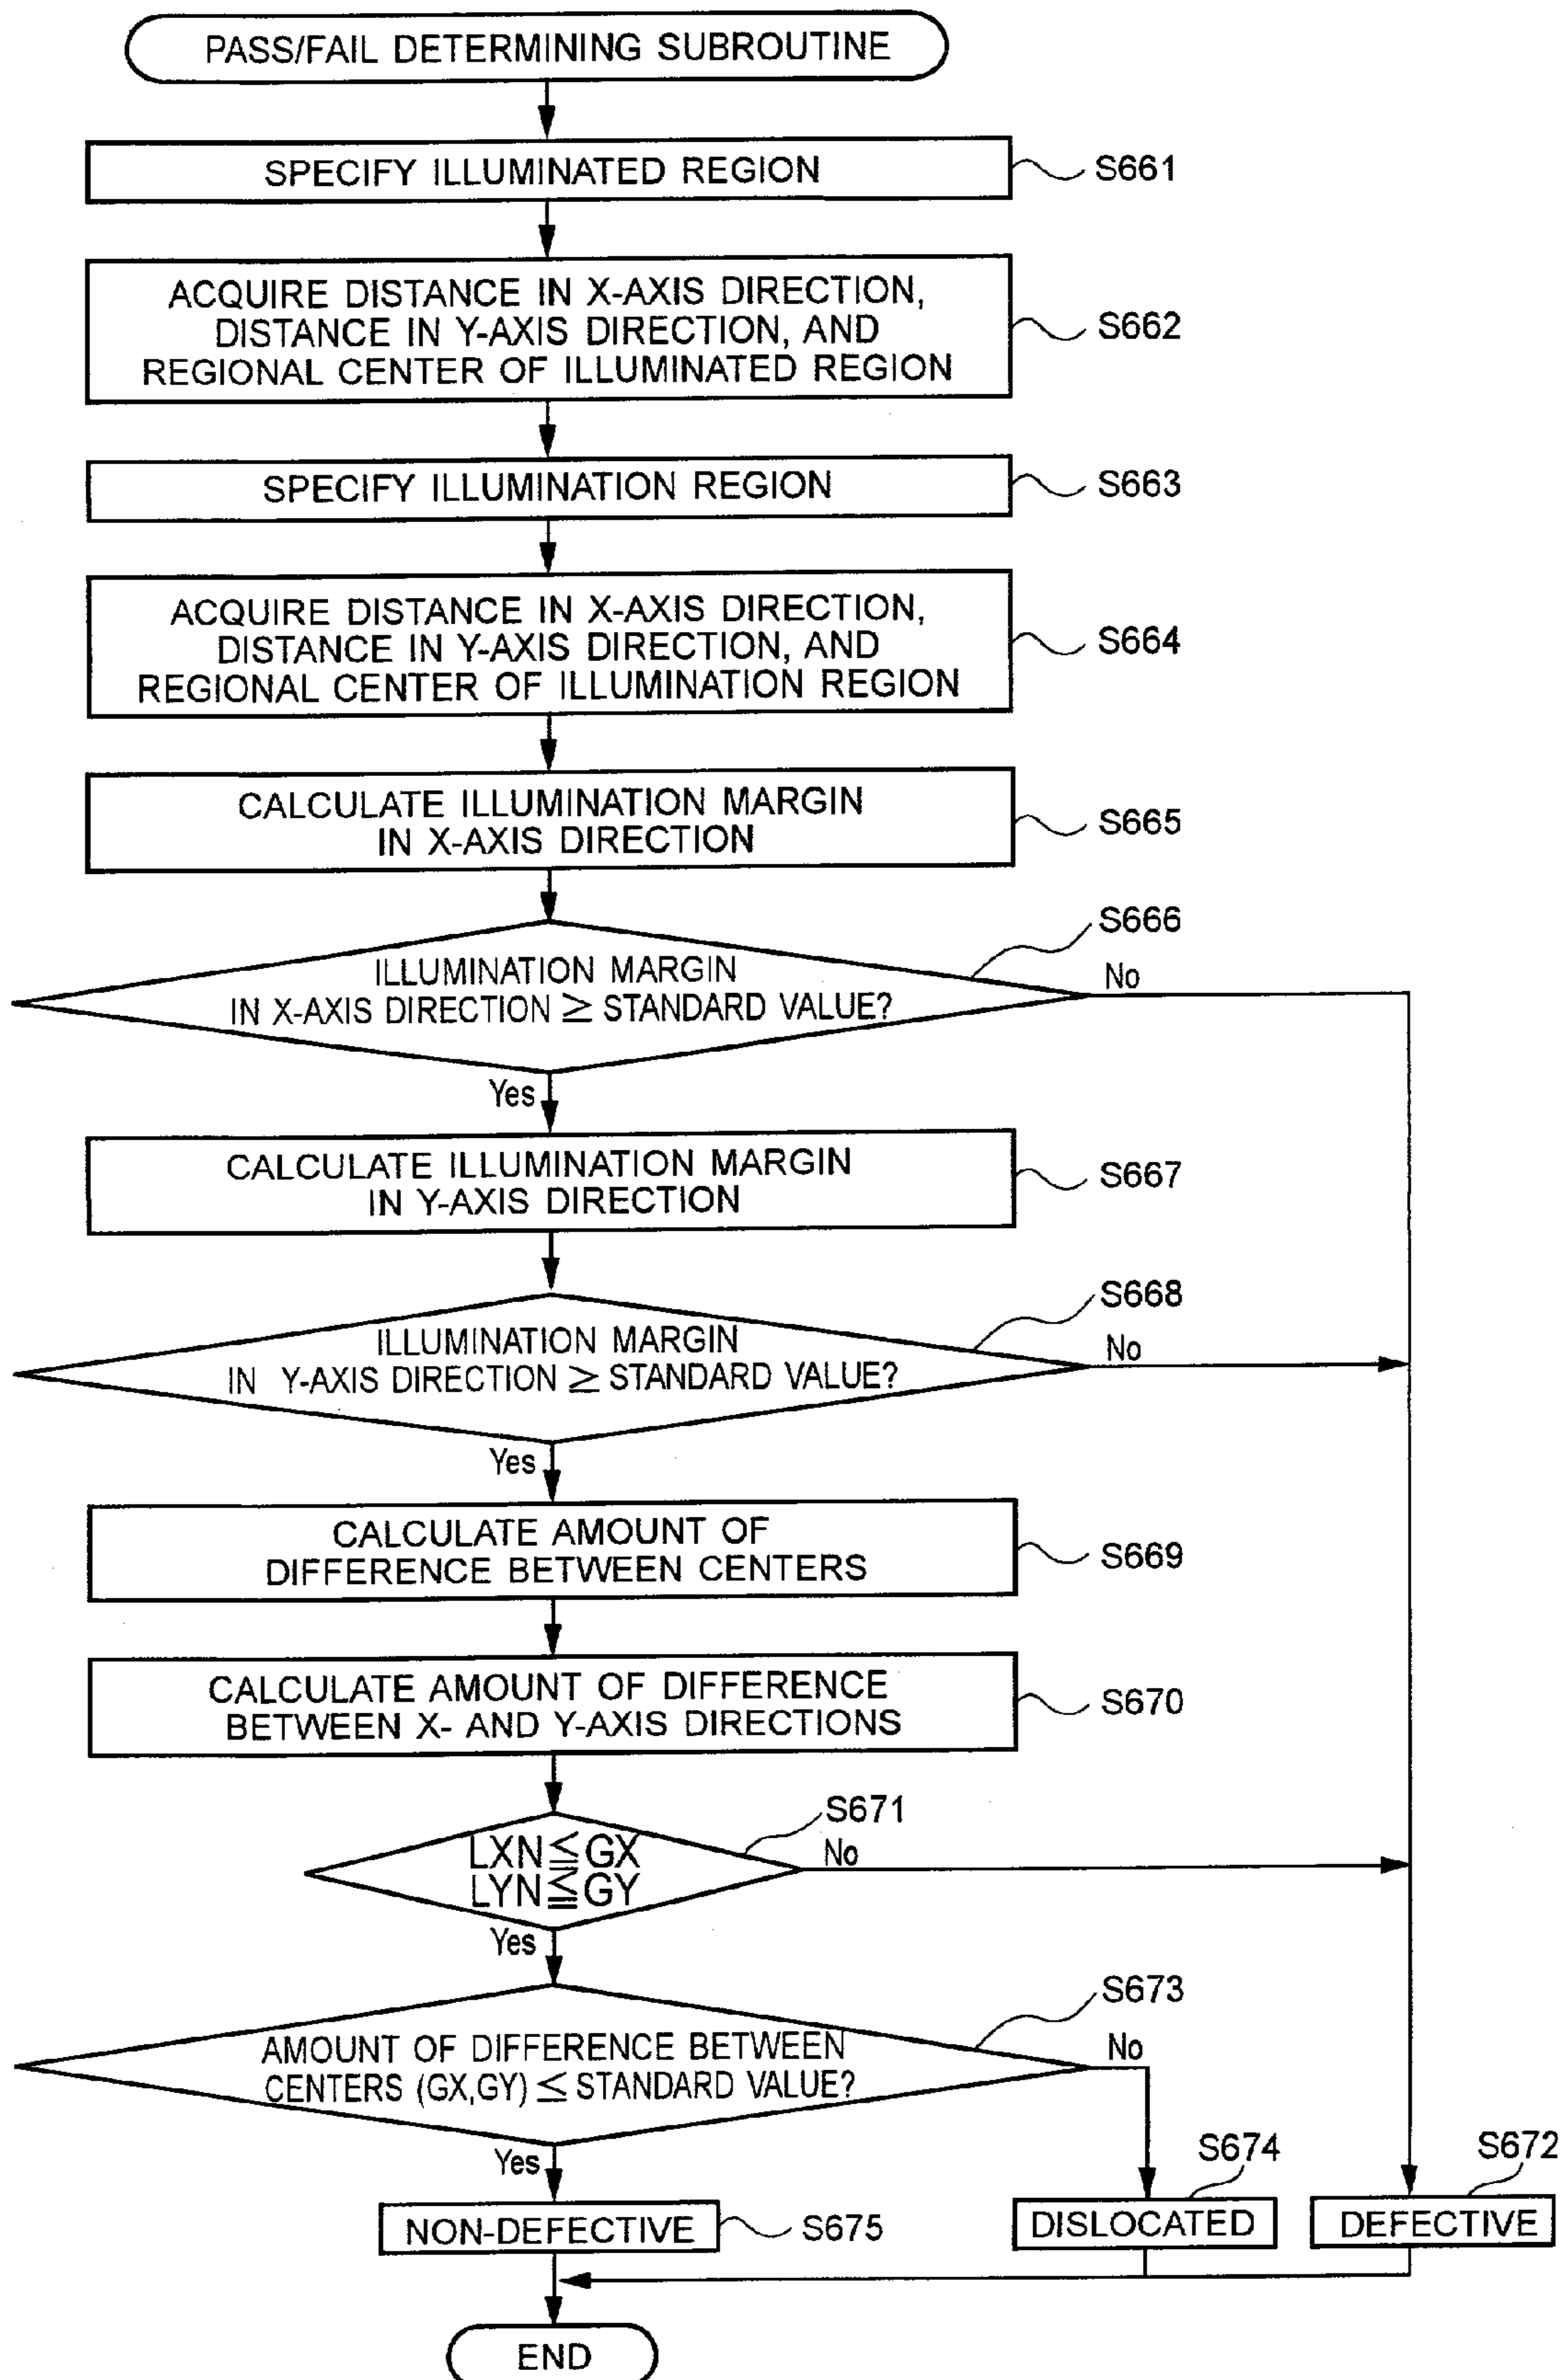 PASS/FAIL DETERMINING SUBROUTINE
SPECIFY ILLUMINATED REGION
S661
ACQUIRE DISTANCE IN X-AXIS DIRECTION,
DISTANCE IN Y-AXIS DIRECTION, AND
REGIONAL CENTER OF ILLUMINATED REGION
S662
SPECIFY ILLUMINATION REGION
S663
ACQUIRE DISTANCE IN X-AXIS DIRECTION,
DISTANCE IN Y-AXIS DIRECTION, AND
REGIONAL CENTER OF ILLUMINATION REGION
S664
CALCULATE ILLUMINATION MARGIN
IN X-AXIS DIRECTION
S665
S666
ILLUMINATION MARGIN
IN X-AXIS DIRECTION ≥ STANDARD VALUE?
No
Yes
CALCULATE ILLUMINATION MARGIN
IN Y-AXIS DIRECTION
S667
S668
ILLUMINATION MARGIN
IN Y-AXIS DIRECTION ≥ STANDARD VALUE?
No
Yes
CALCULATE AMOUNT OF
DIFFERENCE BETWEEN CENTERS
S669
CALCULATE AMOUNT OF DIFFERENCE
BETWEEN X- AND Y-AXIS DIRECTIONS
S670
S671
LXN≦GX
LYN≦GY
No
Yes
S673
AMOUNT OF DIFFERENCE BETWEEN
CENTERS (GX,GY) ≤ STANDARD VALUE?
No
Yes
S674
S672
NON-DEFECTIVE
S675
DISLOCATED
DEFECTIVE
END